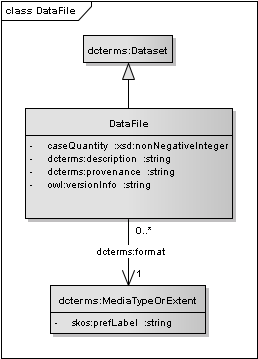 class DataFile
dcterms:Dataset
DataFile
- caseQuantity :xsd:nonNegativeInteger
- dcterms:description :string
- dcterms:provenance :string
- owl:versionInfo :string
0..*
dcterms:format
1
dcterms:MediaTypeOrExtent
- skos:prefLabel :string